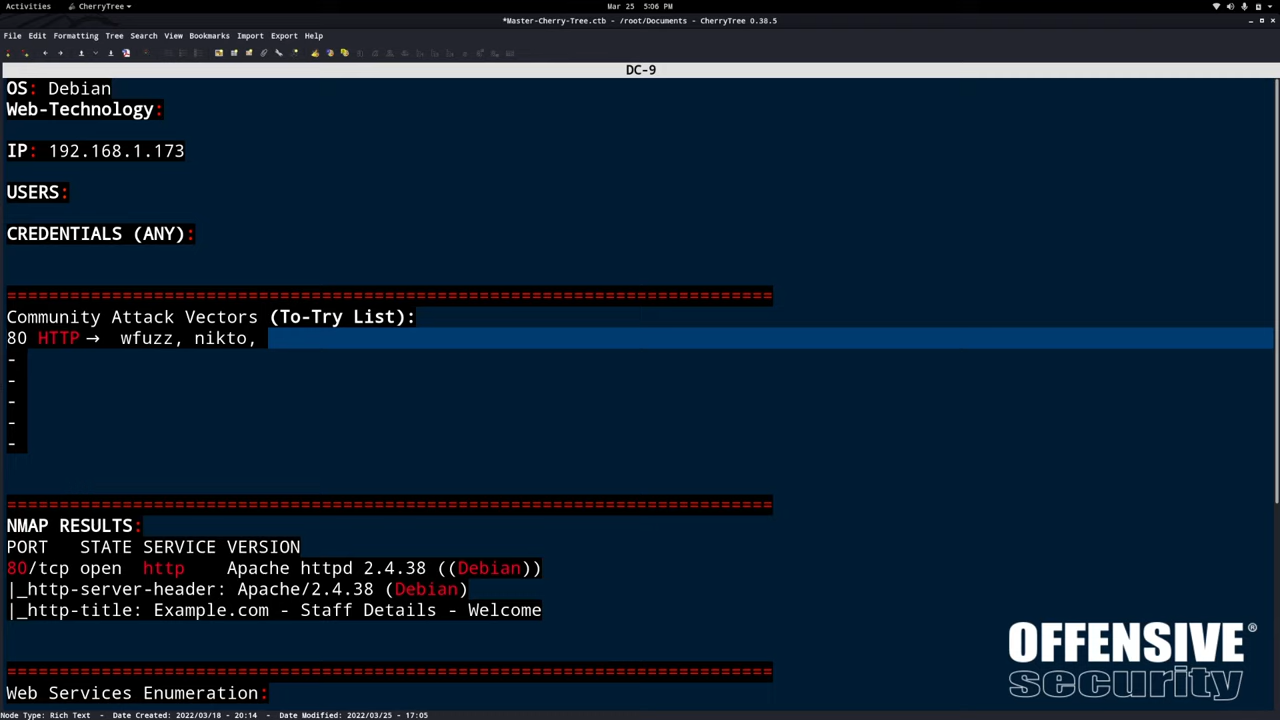 Activities CherryTree Mar 25 5:06 PM
*Master-Cherry-Tree.ctb - /root/Documents - CherryTree 0.38.5
File Edit Formatting Tree Search View Bookmarks Import Export Help
DC-9
OS: Debian
Web-Technology:
IP: 192.168.1.173
USERS:
CREDENTIALS (ANY):
=========================================================================
Community Attack Vectors (To-Try List):
80 HTTP → wfuzz, nikto,
-
-
-
-
-
=========================================================================
NMAP RESULTS:
PORT STATE SERVICE VERSION
80/tcp open http Apache httpd 2.4.38 ((Debian))
|_http-server-header: Apache/2.4.38 (Debian)
|_http-title: Example.com - Staff Details - Welcome
=========================================================================
Web Services Enumeration:
OFFENSIVE®
security
Node Type: Rich Text - Date Created: 2022/03/18 - 20:14 - Date Modified: 2022/03/25 - 17:05